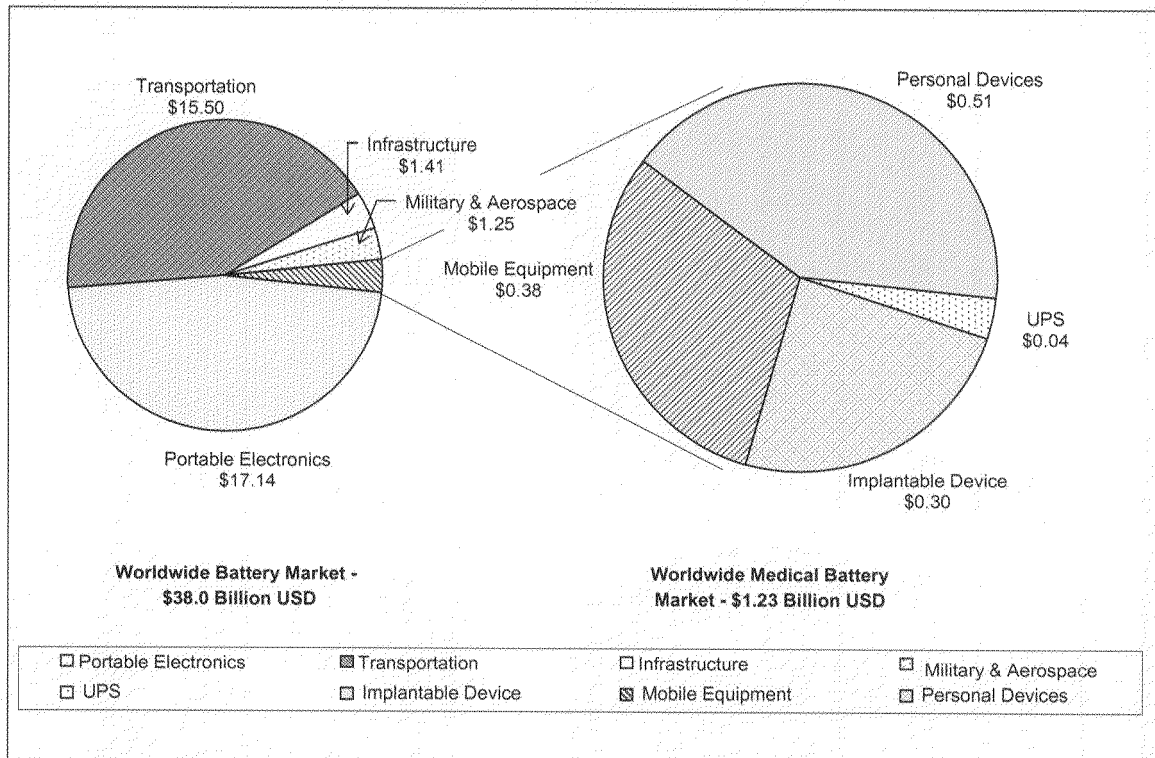 Transportation
$15.50
Infrastructure
$1.41
Military & Aerospace
$1.25
Portable Electronics
$17.14
Personal Devices
$0.51
Mobile Equipment
$0.38
UPS
$0.04
Implantable Device
$0.30
Worldwide Battery Market -
$38.0 Billion USD
Worldwide Medical Battery
Market - $1.23 Billion USD
Portable Electronics
Transportation
Infrastructure
Military & Aerospace
UPS
Implantable Device
Mobile Equipment
Personal Devices